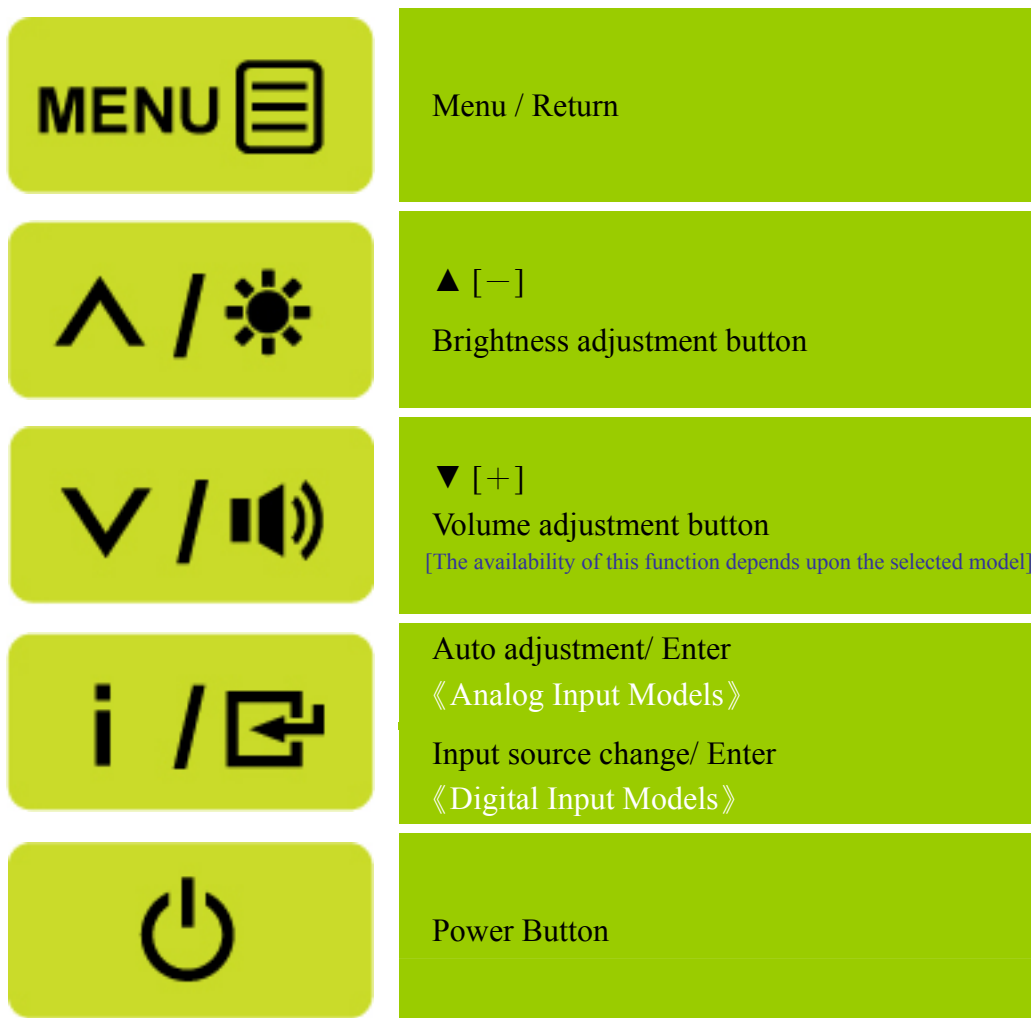 MENU
Menu / Return
∧ /
▲ [－]
Brightness adjustment button
∨ /
▼ [＋]
Volume adjustment button
[The availability of this function depends upon the selected model]
i /
Auto adjustment/ Enter
《Analog Input Models》
Input source change/ Enter
《Digital Input Models》
Power Button